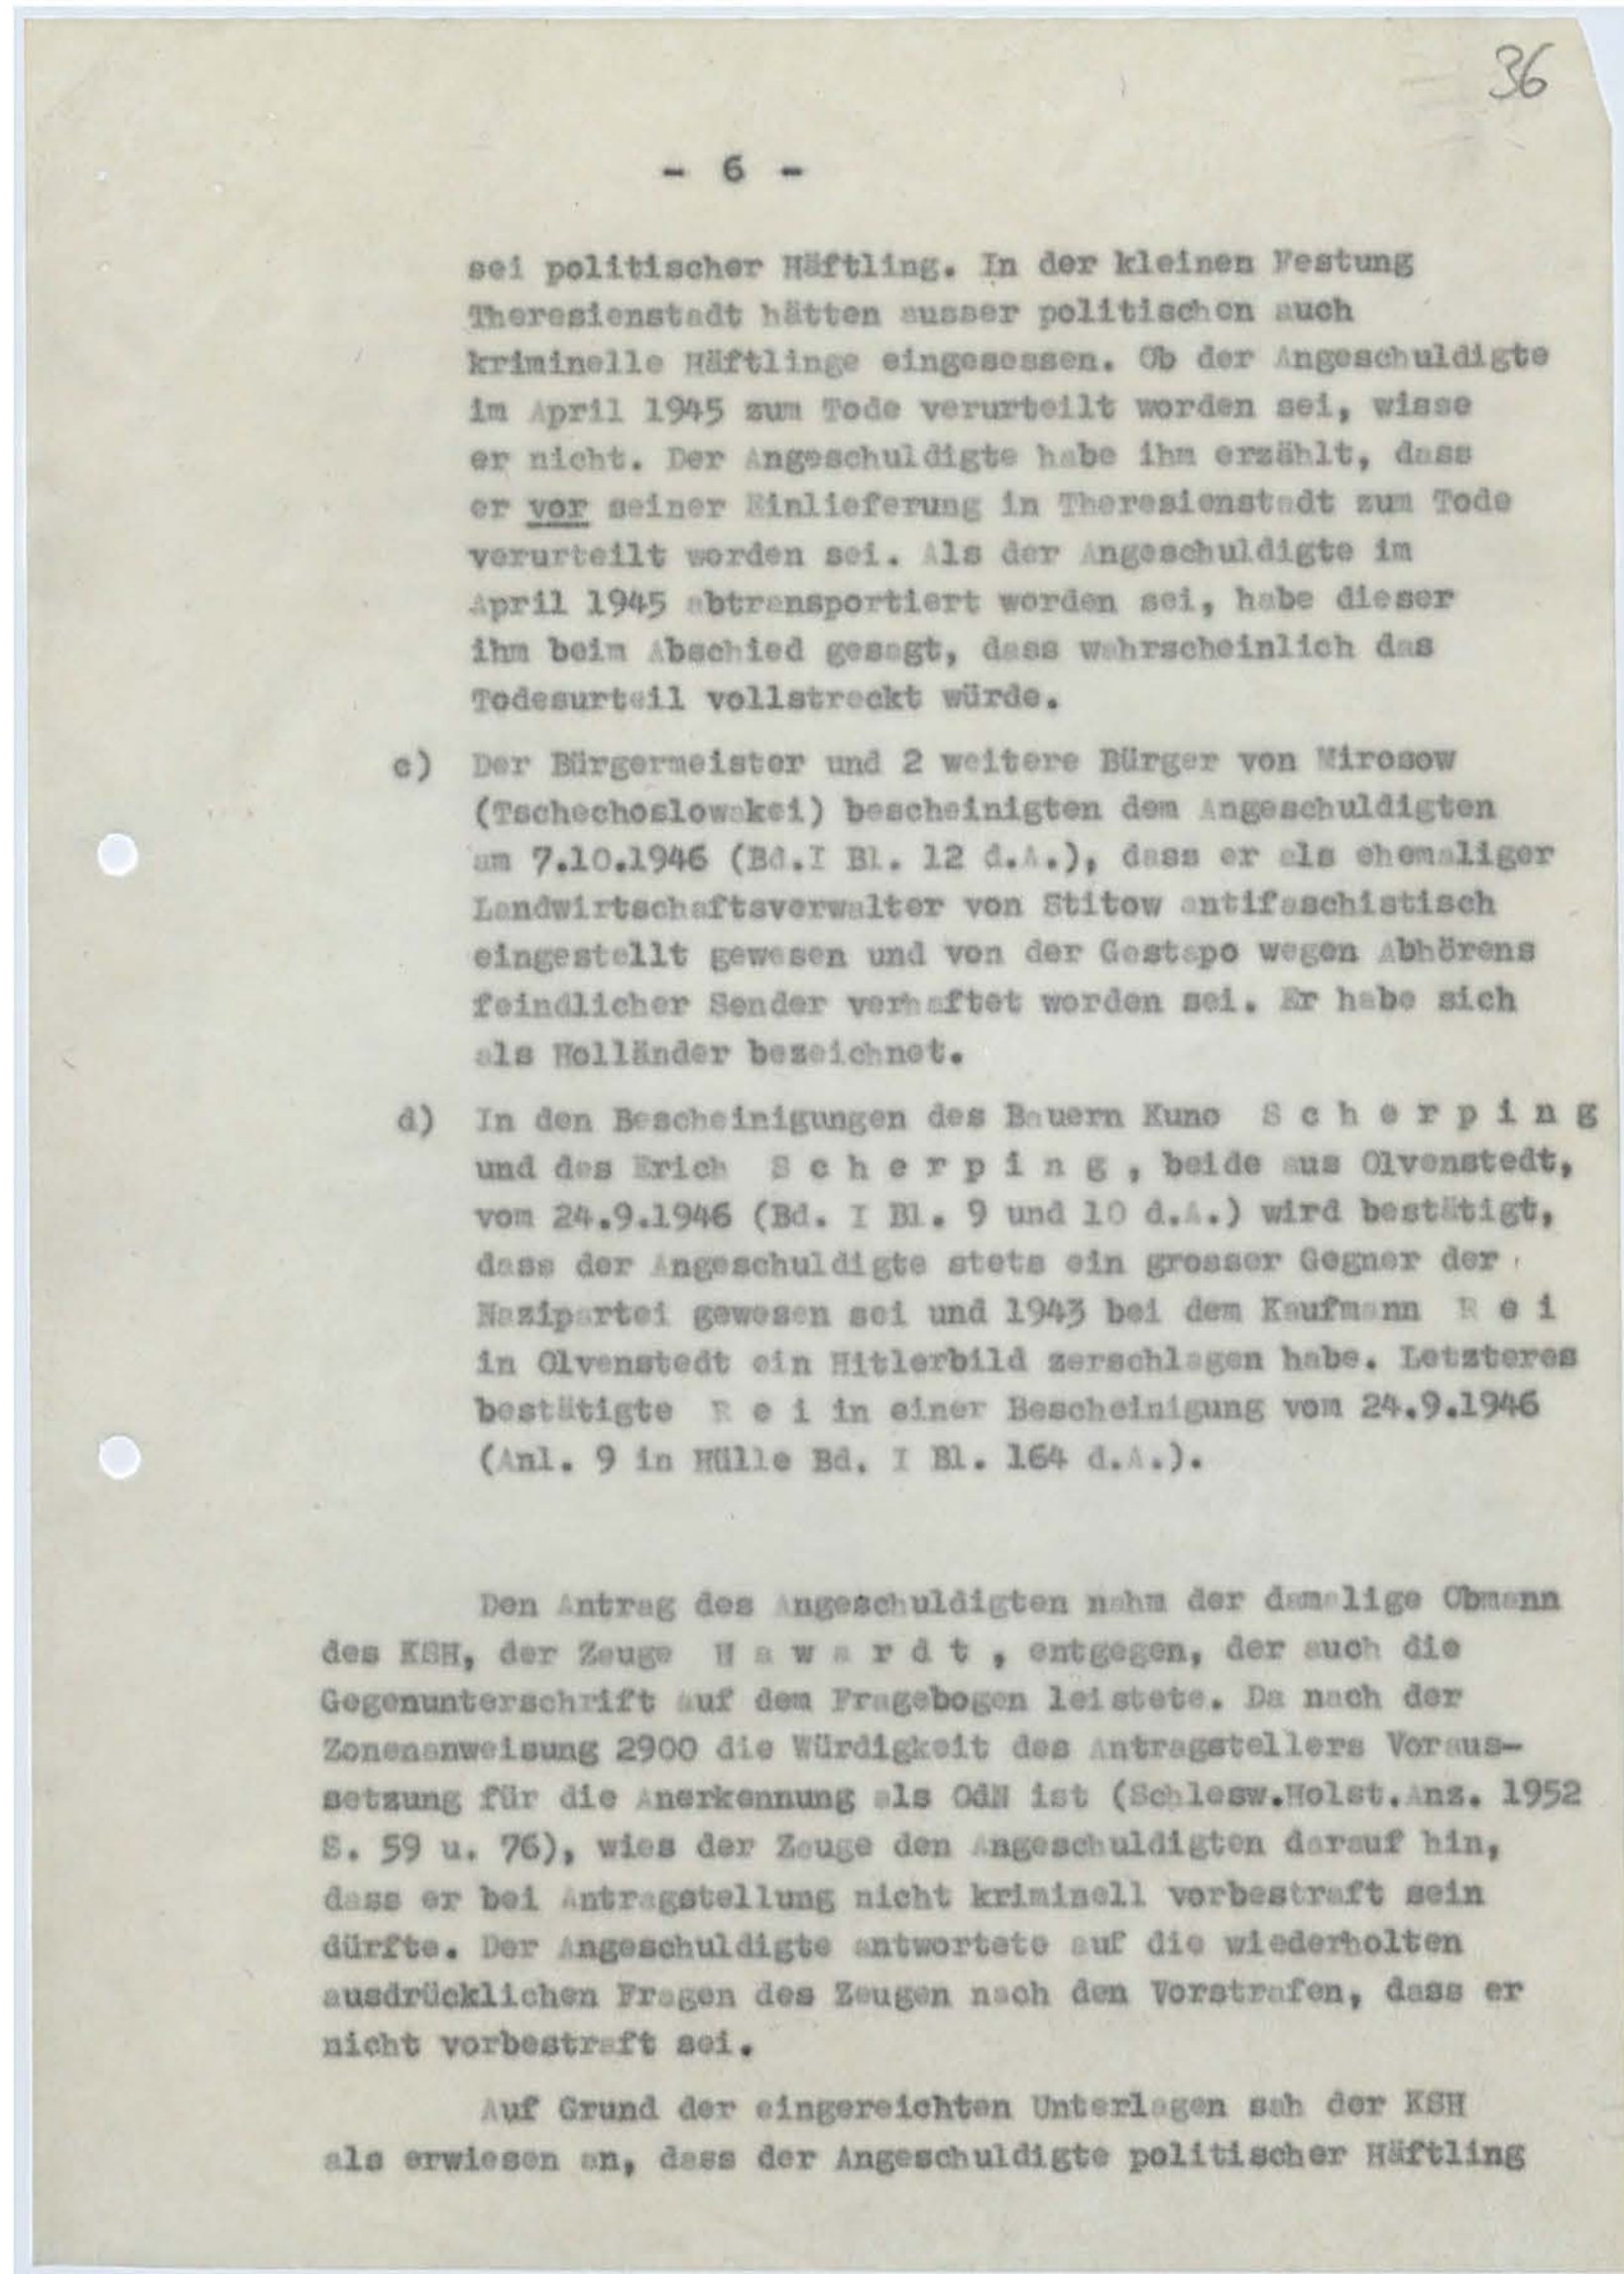 36
- 6 -
sei politischer Häftling. In der kleinen Festung
Theresienstadt hätten ausser politischen auch
kriminelle Häftlinge eingesessen. Ob der Angeschuldigte
im April 1945 zum Tode verurteilt worden sei, wisse
er nicht. Der Angeschuldigte habe ihm erzählt, dass
er vor seiner Einlieferung in Theresienstadt zum Tode
verurteilt worden sei. Als der Angeschuldigte im
April 1945 abtransportiert worden sei, habe dieser
ihm beim Abschied gesagt, dass wahrscheinlich das
Todesurteil vollstreckt würde.
c) Der Bürgermeister und 2 weitere Bürger von Mirosow
(Tschechoslowakei) bescheinigten dem Angeschuldigten
am 7.10.1946 (Bd.I Bl. 12 d.A.), dass er als ehemaliger
Landwirtschaftsverwalter von Stitow antifaschistisch
eingestellt gewesen und von der Gestapo wegen Abhörens
feindlicher Sender verhaftet worden sei. Er habe sich
als Holländer bezeichnet.
d) In den Bescheinigungen des Bauern Kuno S c h e r p i n g
und des Erich S c h e r p i n g , beide aus Olvenstedt,
vom 24.9.1946 (Bd. I Bl. 9 und 10 d.A.) wird bestätigt,
dass der Angeschuldigte stets ein grosser Gegner der
Nazipartei gewesen sei und 1943 bei dem Kaufmann R e i
in Olvenstedt ein Hitlerbild zerschlagen habe. Letzteres
bestätigte R e i in einer Bescheinigung vom 24.9.1946
(Anl. 9 in Hülle Bd. I Bl. 164 d.A.).
Den Antrag des Angeschuldigten nahm der damalige Obmann
des KSH, der Zeuge H a w a r d t , entgegen, der auch die
Gegenunterschrift auf dem Fragebogen leistete. Da nach der
Zonenanweisung 2900 die Würdigkeit des Antragstellers Voraus-
setzung für die Anerkennung als OdN ist (Schlesw.Holst.Anz. 1952
S. 59 u. 76), wies der Zeuge den Angeschuldigten darauf hin,
dass er bei Antragstellung nicht kriminell vorbestraft sein
dürfte. Der Angeschuldigte antwortete auf die wiederholten
ausdrücklichen Fragen des Zeugen nach den Vorstrafen, dass er
nicht vorbestraft sei.
Auf Grund der eingereichten Unterlagen sah der KSH
als erwiesen an, dass der Angeschuldigte politischer Häftling